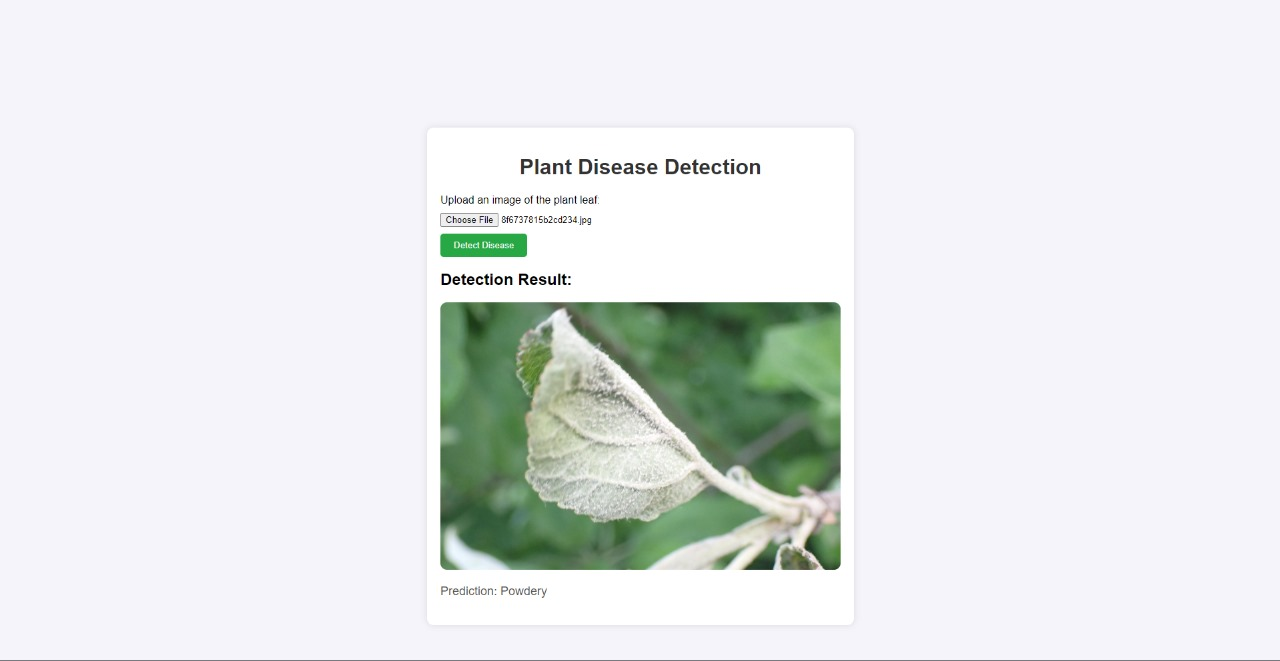 Plant Disease Detection
Upload an image of the plant leaf:
Choose File 8f6737815b2cd234.jpg
Detect Disease
Detection Result:
Prediction: Powdery